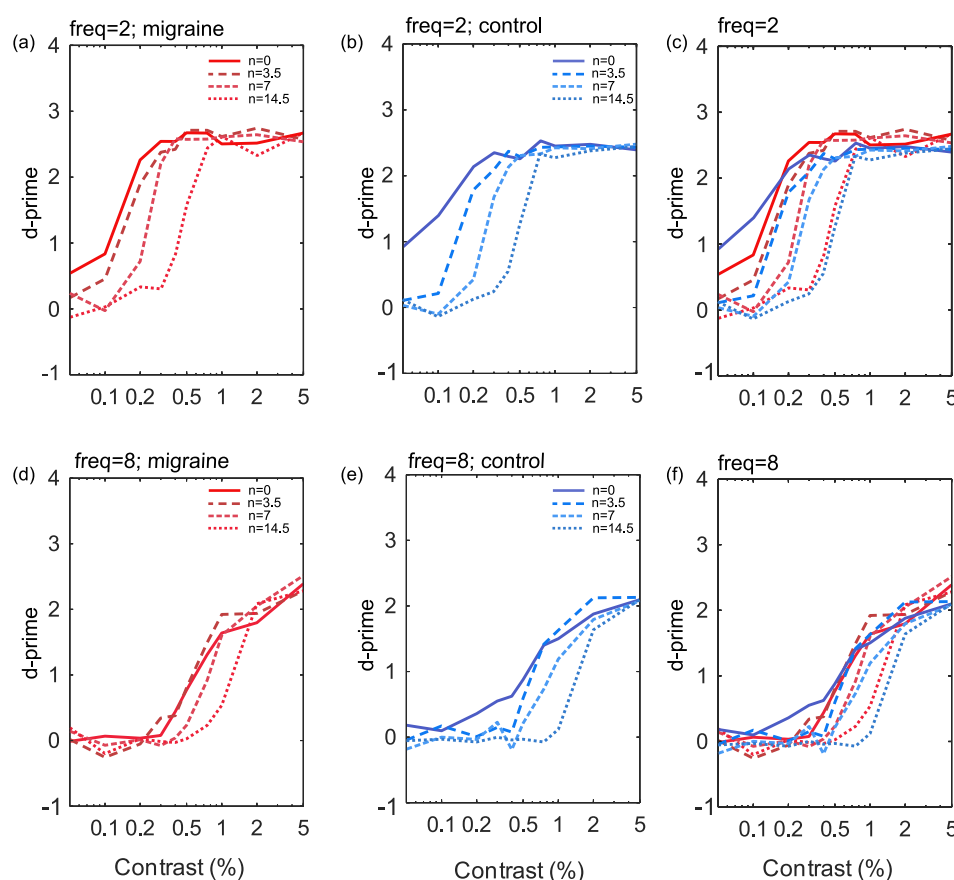 (a) freq=2; migraine
4
3
2
1
0
-1
d-prime
n=0
n=3.5
n=7
n=14.5
0.1 0.2 0.5 1 2 5
(b) freq=2; control
4
3
2
1
0
-1
d-prime
n=0
n=3.5
n=7
n=14.5
0.1 0.2 0.5 1 2 5
(c) freq=2
4
3
2
1
0
-1
d-prime
0.1 0.2 0.5 1 2 5
(d) freq=8; migraine
4
3
2
1
0
-1
d-prime
n=0
n=3.5
n=7
n=14.5
0.1 0.2 0.5 1 2 5
Contrast (%)
(e) freq=8; control
4
3
2
1
0
-1
d-prime
n=0
n=3.5
n=7
n=14.5
0.1 0.2 0.5 1 2 5
Contrast (%)
(f) freq=8
4
3
2
1
0
-1
d-prime
0.1 0.2 0.5 1 2 5
Contrast (%)